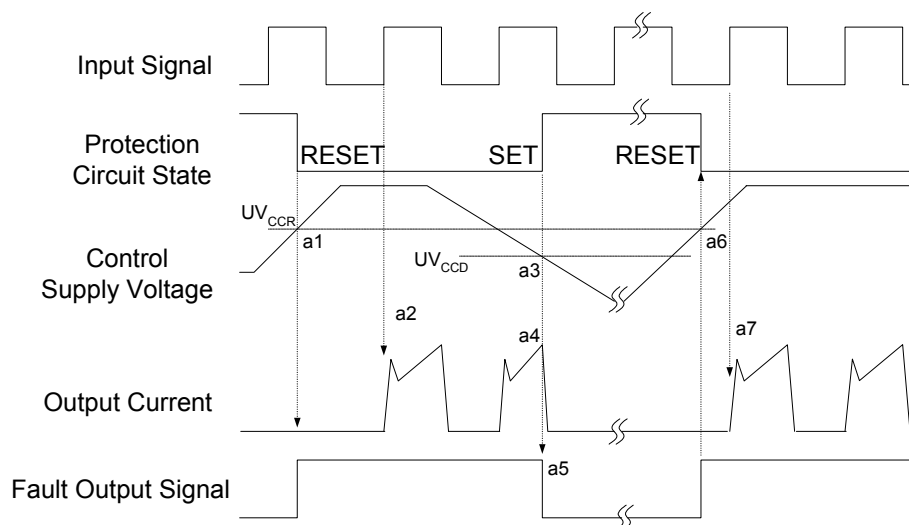 Input Signal
Protection
Circuit State
RESET
SET
RESET
UVCCR
a1
a6
Control
Supply Voltage
UVCCD
a3
a2
a4
a7
Output Current
a5
Fault Output Signal